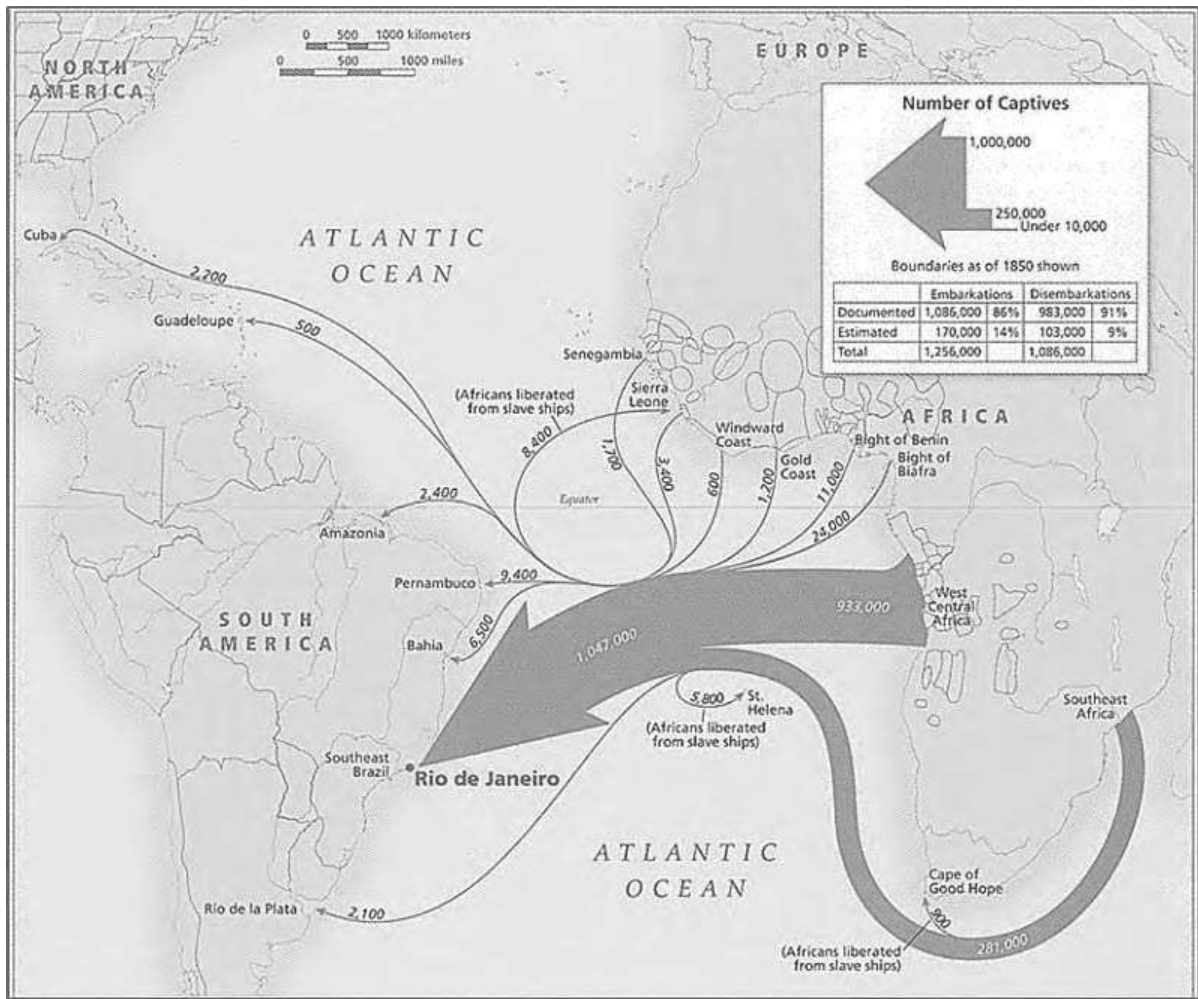 0 500 1000 kilometers
0 500 1000 miles
NORTH
AMERICA
EUROPE
Number of Captives
1,000,000
250,000
Under 10,000
Boundaries as of 1850 shown
Embarkations Disembarkations
Documented 1,086,000 86% 983,000 91%
Estimated 170,000 14% 103,000 9%
Total 1,256,000 1,086,000
Cuba
ATLANTIC
OCEAN
2,200
Guadeloupe
500
Senegambia
(Africans liberated
from slave ships)
Sierra
Leone
AFRICA
Windward
Coast
Bight of Benin
Gold
Coast
Bight of
Biafra
8,400
1,700
3,400
600
1,200
11,000
24,000
2,400
Equator
Amazonia
Pernambuco
9,400
SOUTH
AMERICA
Bahia
6,500
1,047,000
933,000
West
Central
Africa
5,800
St.
Helena
(Africans liberated
from slave ships)
Southeast
Africa
Southeast
Brazil
Rio de Janeiro
ATLANTIC
OCEAN
Cape of
Good Hope
Río de la Plata
2,100
900
(Africans liberated
from slave ships)
281,000